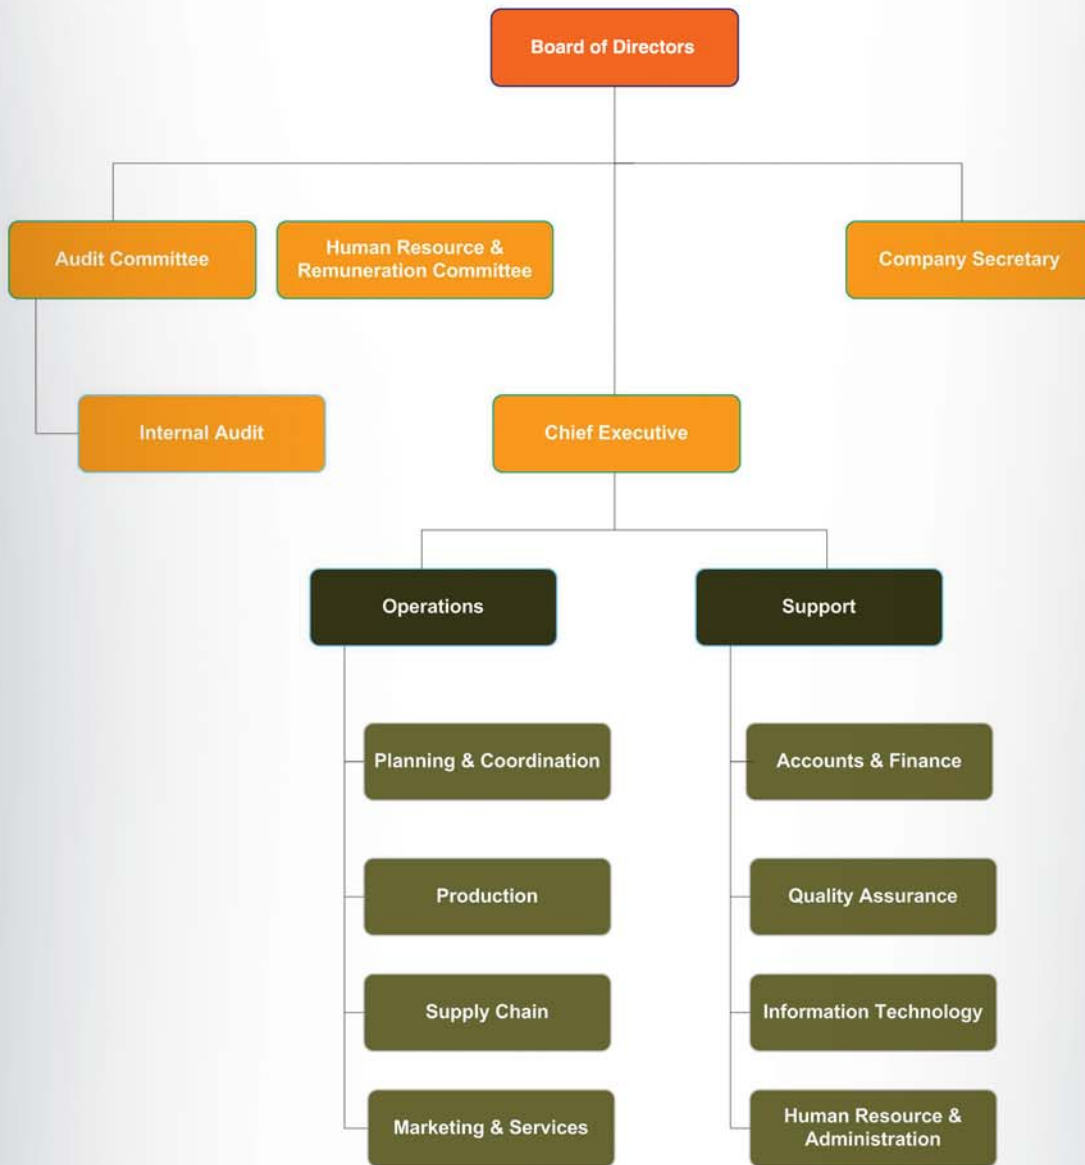 Board of Directors
Audit Committee
Human Resource &
Remuneration Committee
Company Secretary
Internal Audit
Chief Executive
Operations
Support
Planning & Coordination
Accounts & Finance
Production
Quality Assurance
Supply Chain
Information Technology
Marketing & Services
Human Resource &
Administration